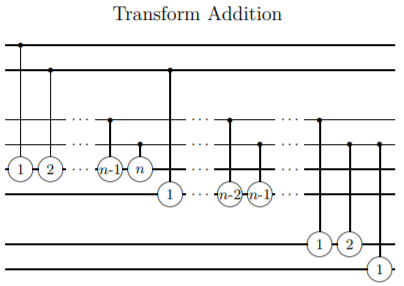 Transform Addition
··· ··· ···
··· ··· ···
1 2 ··· n-1 n ··· ···
1 ··· n-2 n-1 ···
1 2
1